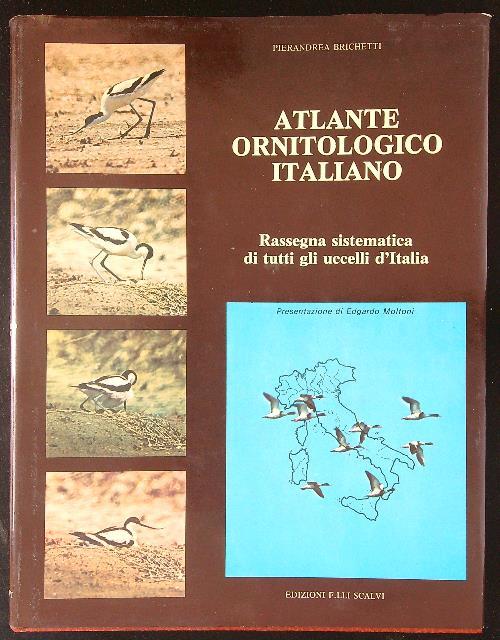 PIERANDREA BRICHETTI
ATLANTE
ORNITOLOGICO
ITALIANO
Rassegna sistematica
di tutti gli uccelli d'Italia
Presentazione di Edgardo Moltoni
EDIZIONI F.LLI SCALVI